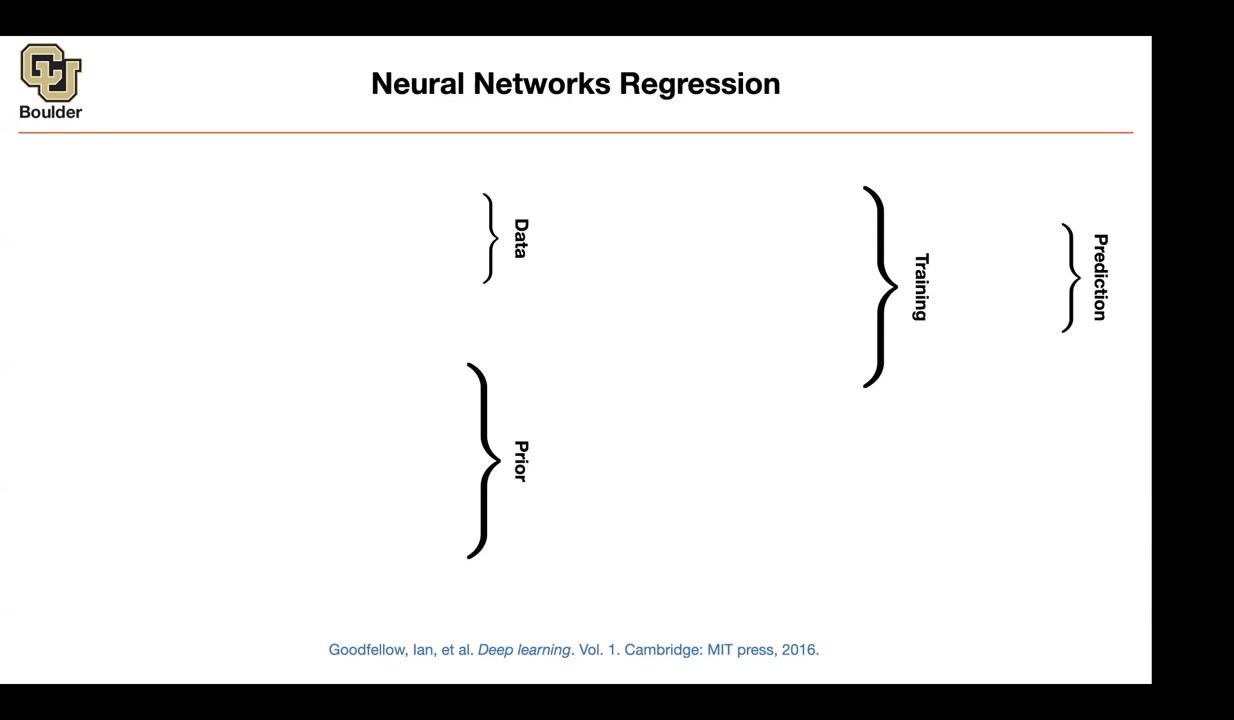 Boulder
Neural Networks Regression
Data
Prior
Training
Prediction
Goodfellow, Ian, et al. Deep learning. Vol. 1. Cambridge: MIT press, 2016.